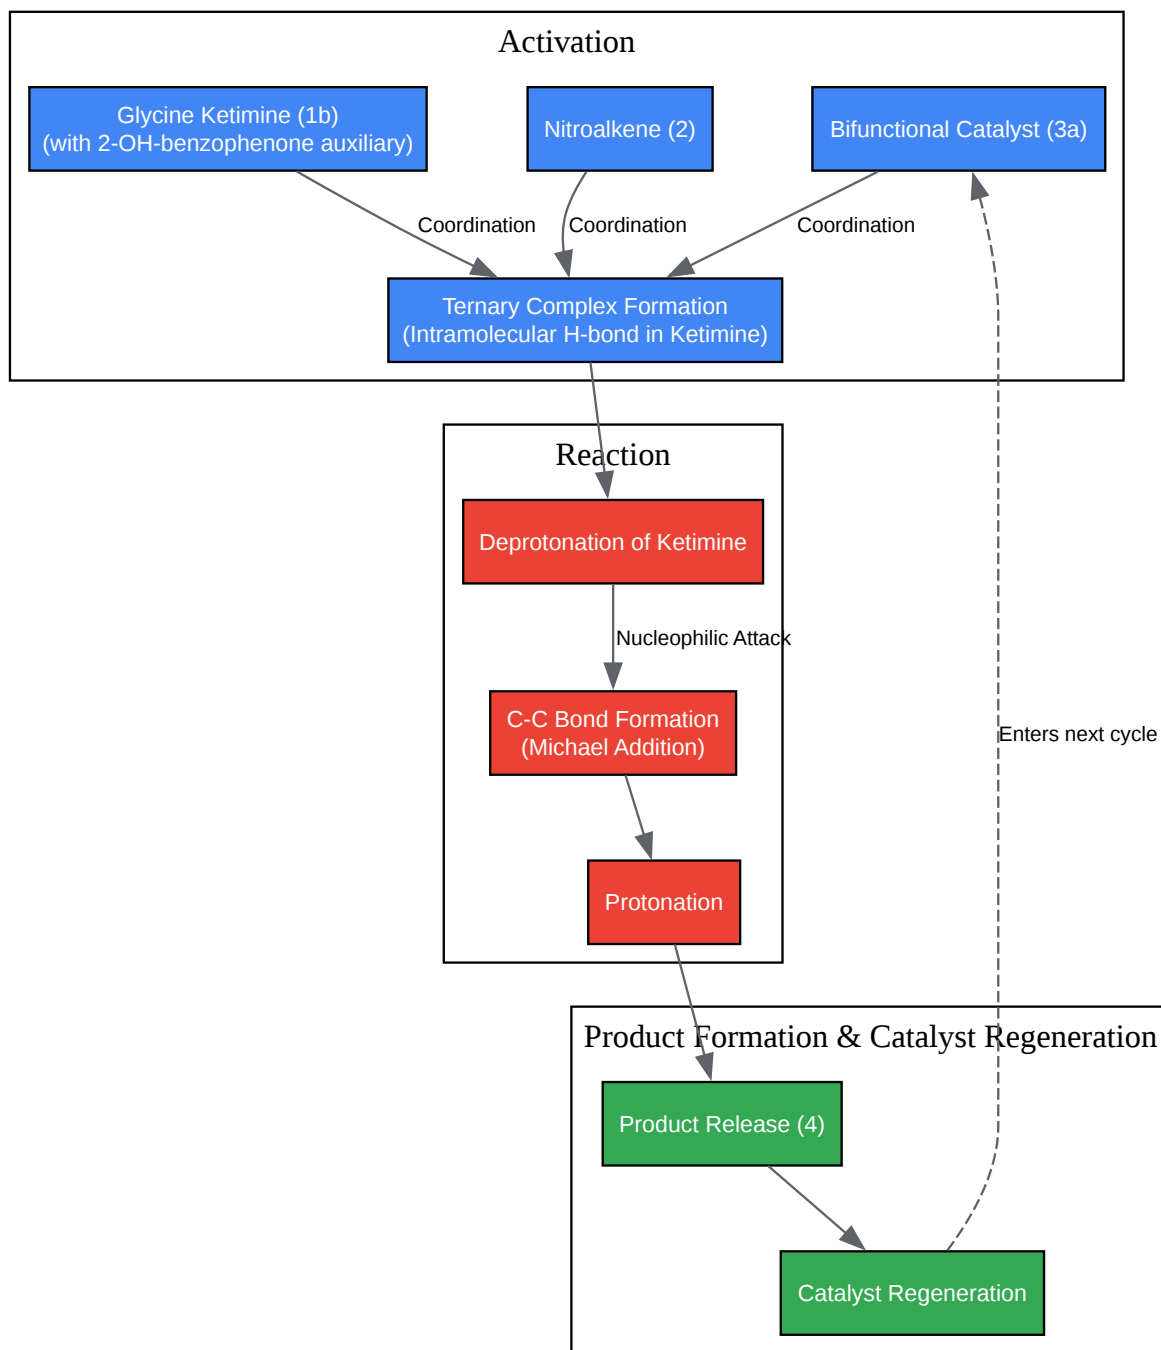 Activation
Glycine Ketimine (1b)
(with 2-OH-benzophenone auxiliary)
Nitroalkene (2)
Bifunctional Catalyst (3a)
Coordination
Coordination
Coordination
Ternary Complex Formation
(Intramolecular H-bond in Ketimine)
Reaction
Deprotonation of Ketimine
Nucleophilic Attack
C-C Bond Formation
(Michael Addition)
Enters next cycle
Protonation
Product Formation & Catalyst Regeneration
Product Release (4)
Catalyst Regeneration